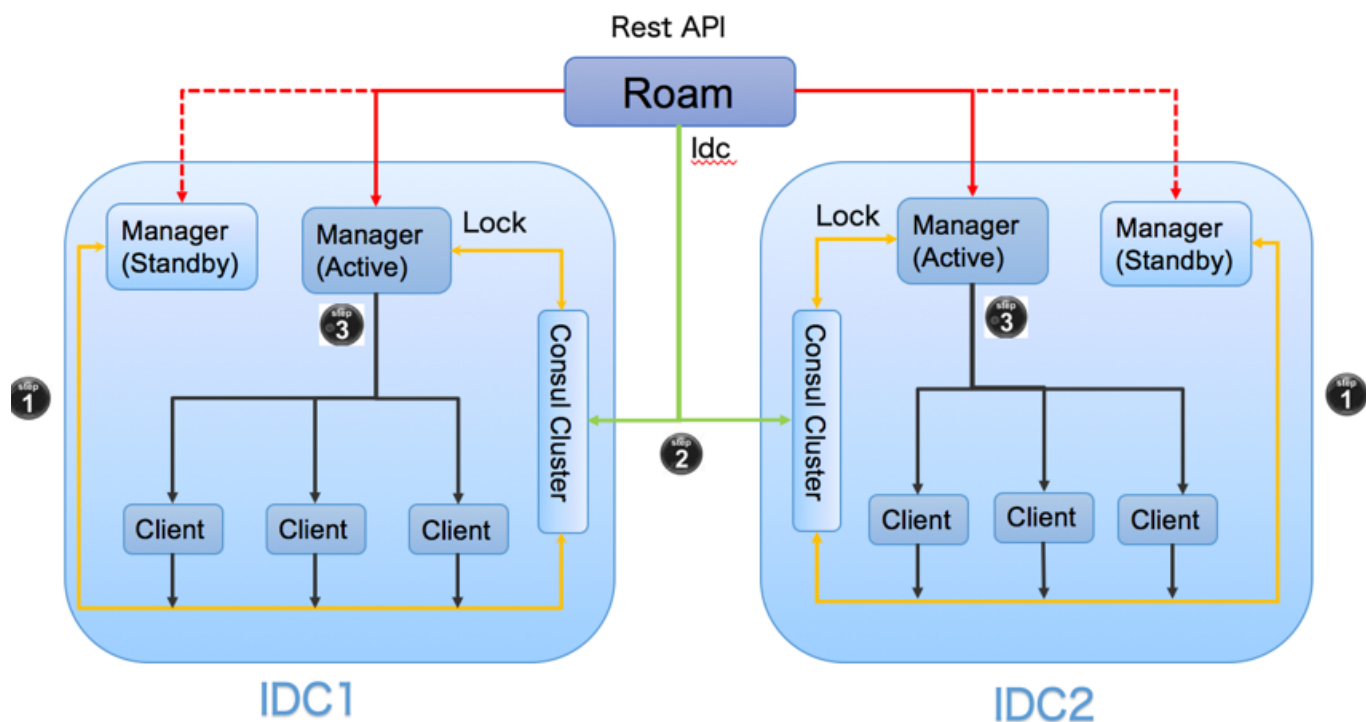 Rest API
Roam
Idc
Manager
(Standby)
Manager
(Active)
Lock
Lock
Manager
(Active)
Manager
(Standby)
step
3
step
3
Consul Cluster
Consul Cluster
step
1
step
1
step
2
Client
Client
Client
Client
Client
Client
IDC1
IDC2